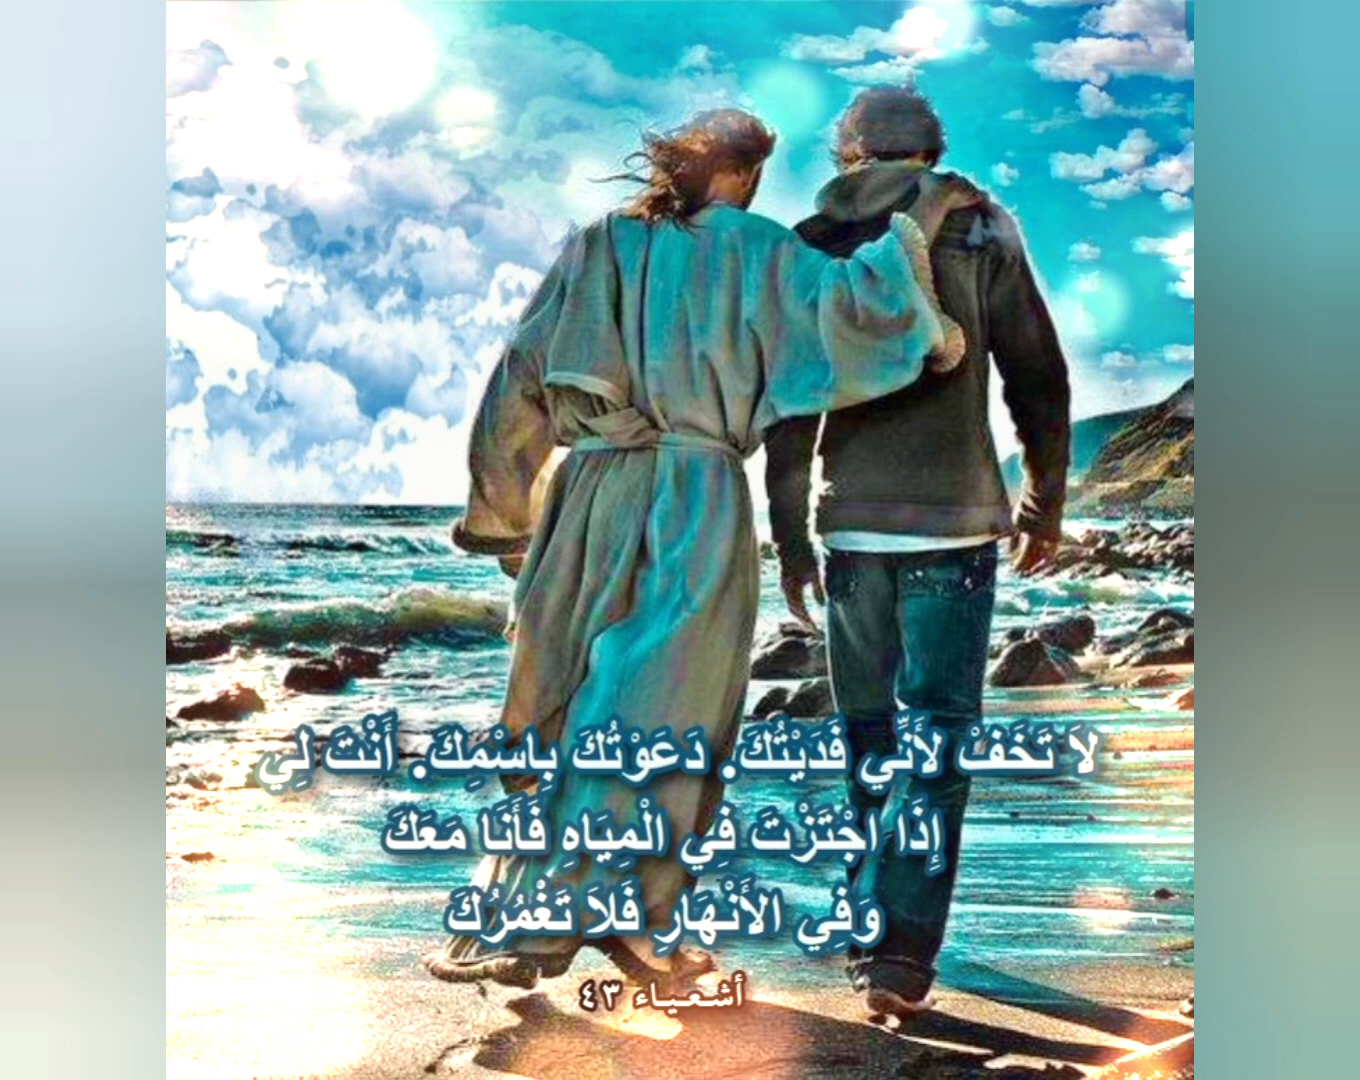 لاَ تَخَفْ لأَنِّي فَدَيْتُكَ. دَعَوْتُكَ بِاسْمِكَ. أَنْتَ لِي
إِذَا اجْتَزْتَ فِي الْمِيَاهِ فَأَنَا مَعَكَ
وَفِي الأَنْهَارِ فَلاَ تَغْمُرُكَ
أشعياء ٤٣